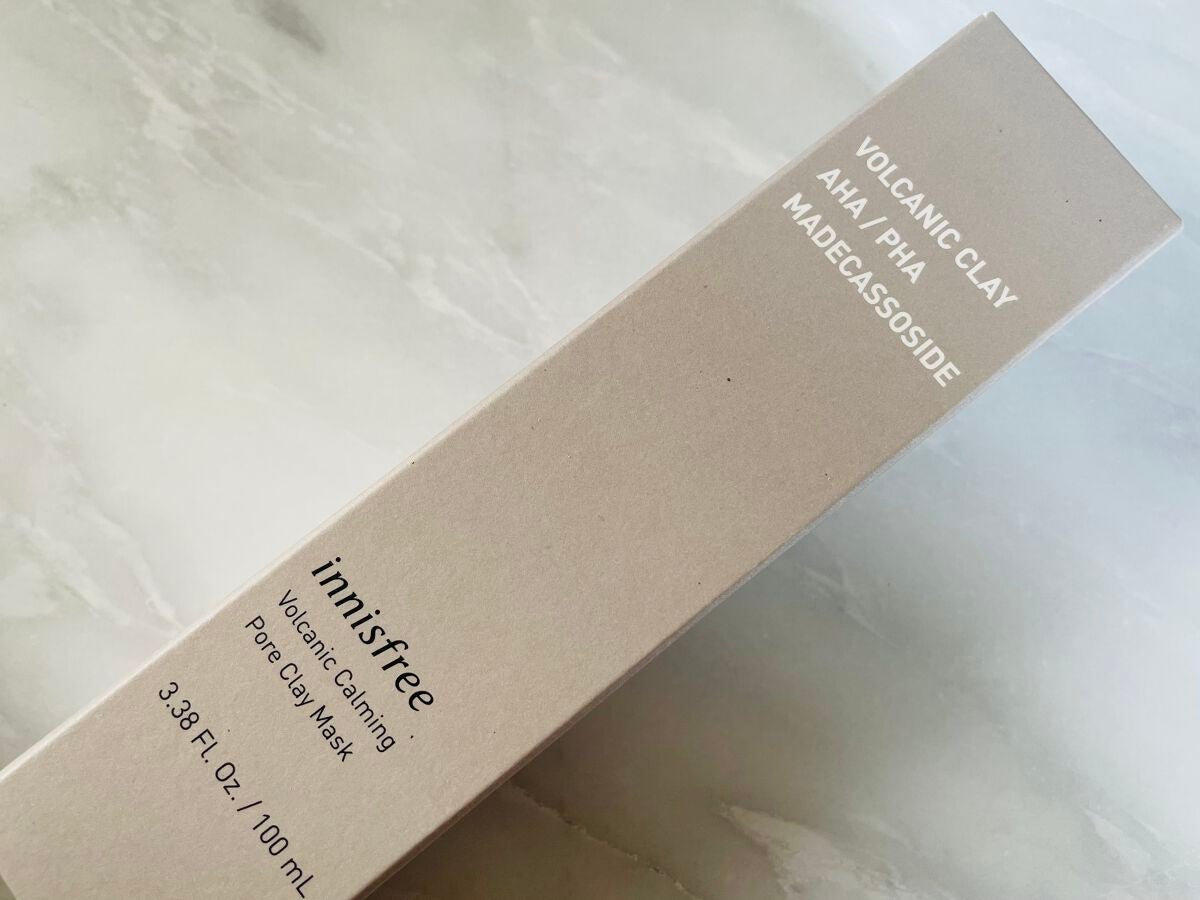 VOLCANIC CLAY
AHA / PHA
MADECASSOSIDE
innisfree
Volcanic Calming
Pore Clay Mask
3.38 Fl. Oz. / 100 mL